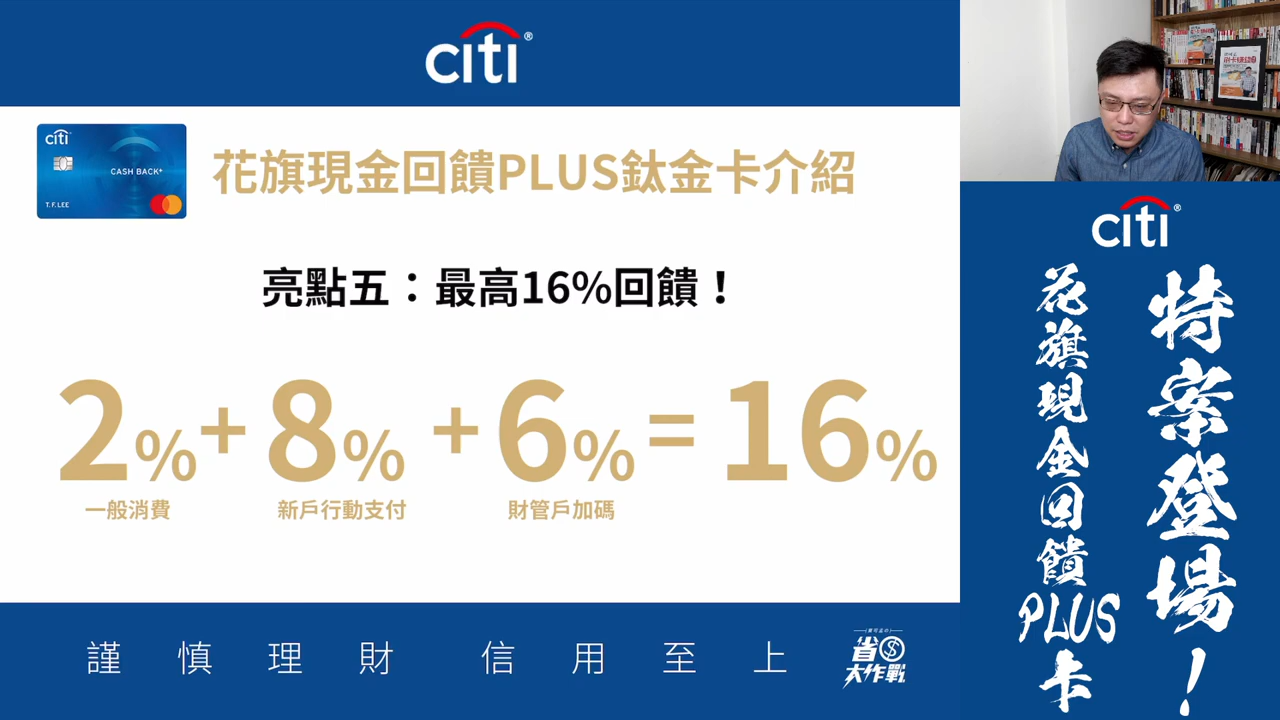 citi
citi
CASH BACK+
T.F. LEE
花旗現金回饋PLUS鈦金卡介紹
亮點五：最高16%回饋！
2% + 8% + 6% = 16%
一般消費 新戶行動支付 財管戶加碼
謹慎理財 信用至上
省$大作戰
citi
特案登場！
花旗現金回饋PLUS卡